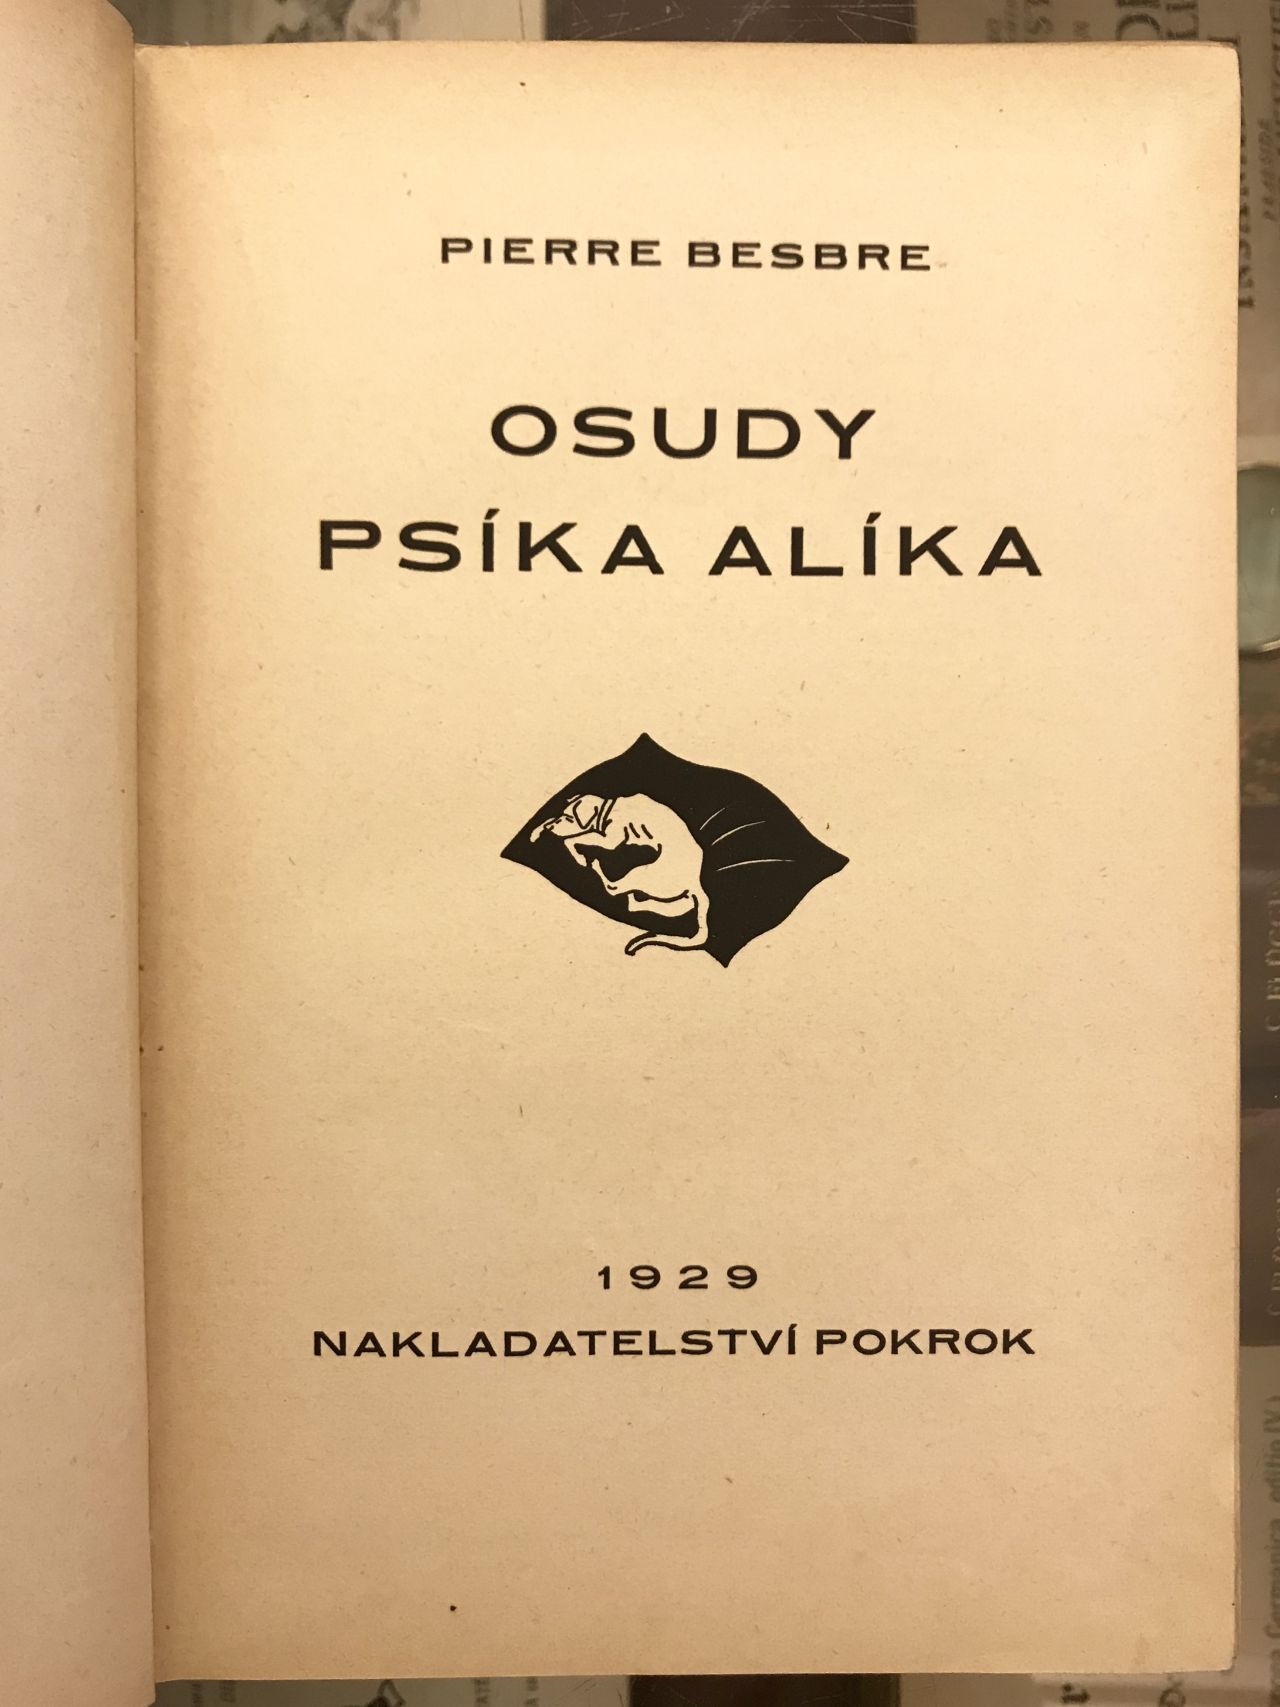 PIERRE BESBRE
OSUDY
PSÍKA ALÍKA
1929
NAKLADATELSTVÍ POKROK